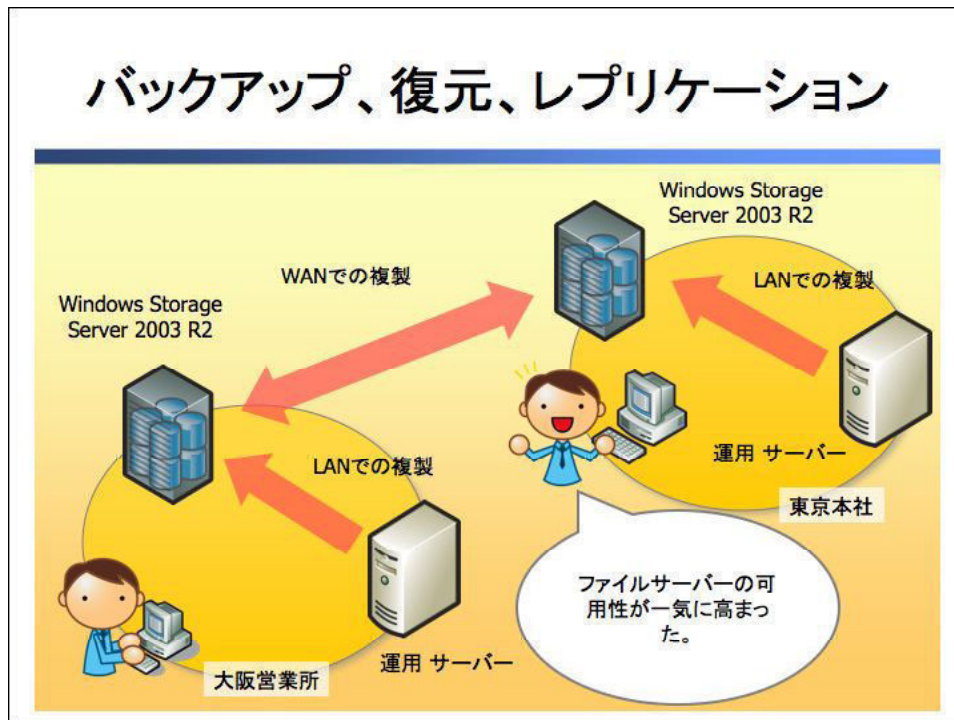 バックアップ、復元、レプリケーション
Windows Storage
Server 2003 R2
WANでの複製
LANでの複製
Windows Storage
Server 2003 R2
LANでの複製
運用 サーバー
東京本社
ファイルサーバーの可
用性が一気に高まっ
た。
運用 サーバー
大阪営業所